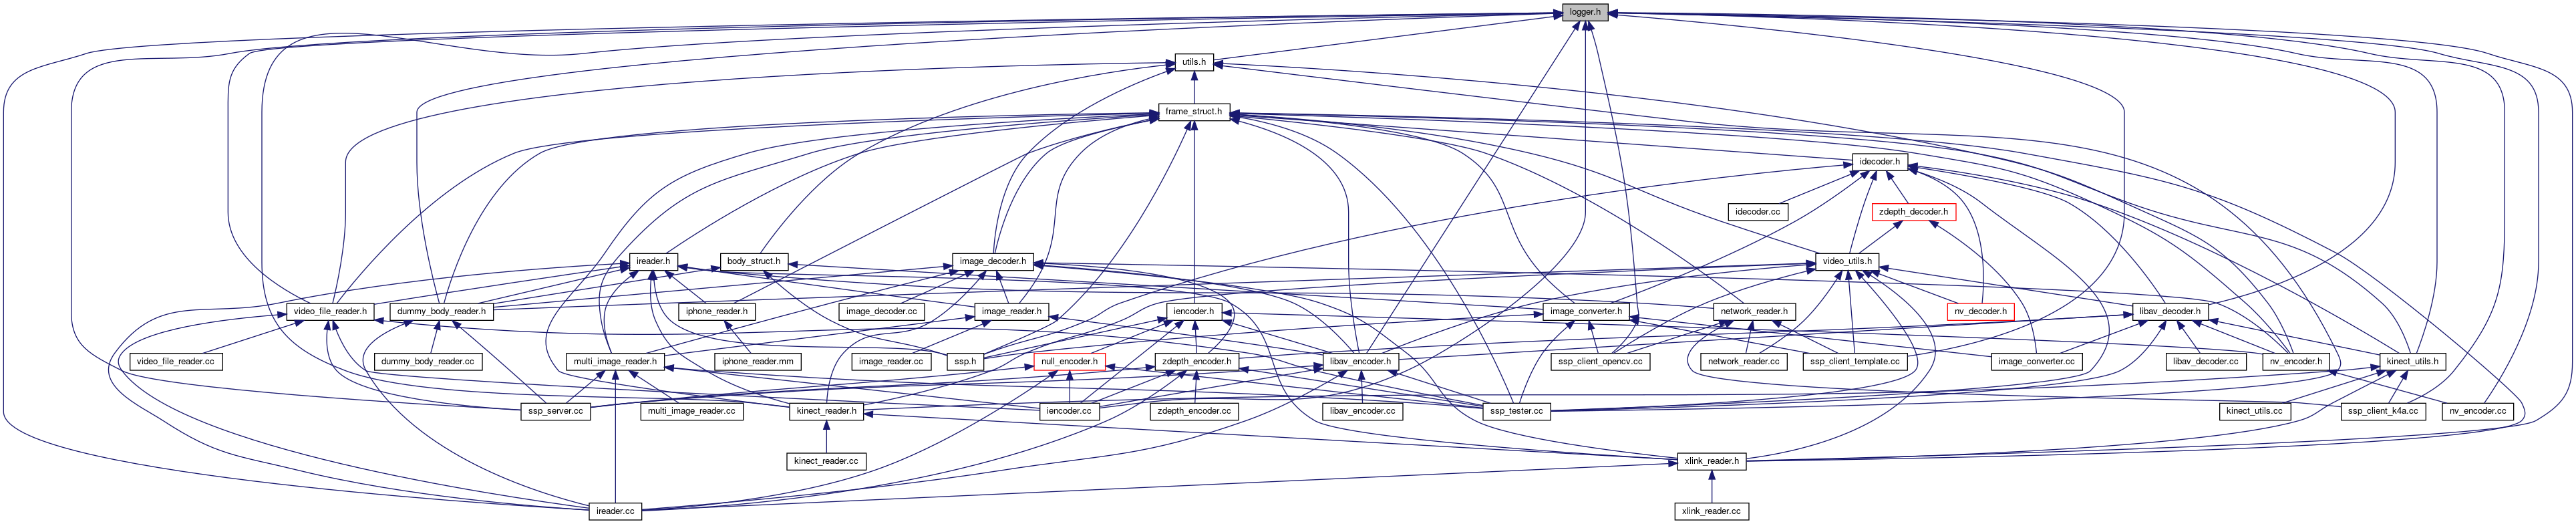 logger.h
utils.h
frame_struct.h
idecoder.h
idecoder.cc
zdepth_decoder.h
ireader.h
body_struct.h
image_decoder.h
video_utils.h
video_file_reader.h
dummy_body_reader.h
iphone_reader.h
image_decoder.cc
image_reader.h
iencoder.h
image_converter.h
network_reader.h
nv_decoder.h
libav_decoder.h
video_file_reader.cc
dummy_body_reader.cc
multi_image_reader.h
iphone_reader.mm
image_reader.cc
ssp.h
null_encoder.h
zdepth_encoder.h
libav_encoder.h
ssp_client_opencv.cc
network_reader.cc
ssp_client_template.cc
image_converter.cc
libav_decoder.cc
nv_encoder.h
kinect_utils.h
ssp_server.cc
multi_image_reader.cc
kinect_reader.h
iencoder.cc
zdepth_encoder.cc
libav_encoder.cc
ssp_tester.cc
kinect_utils.cc
ssp_client_k4a.cc
nv_encoder.cc
kinect_reader.cc
xlink_reader.h
ireader.cc
xlink_reader.cc